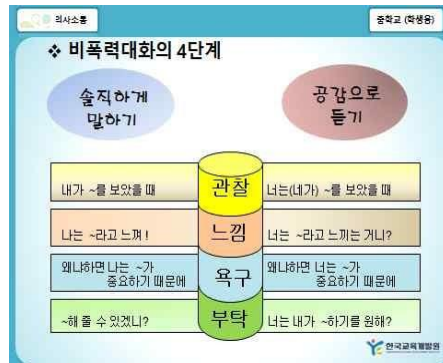 의사소통
중학교 (학생용)
❖ 비폭력대화의 4단계
솔직하게
말하기
공감으로
듣기
내가 ~를 보았을 때
관찰
너는(네가) ~를 보았을 때
나는 ~라고 느껴!
느낌
너는 ~라고 느끼는 거니?
왜냐하면 나는 ~가
중요하기 때문에
욕구
왜냐하면 너는 ~가
중요하기 때문에
~해 줄 수 있겠니?
부탁
너는 내가 ~하기를 원해?
한국교육개발원